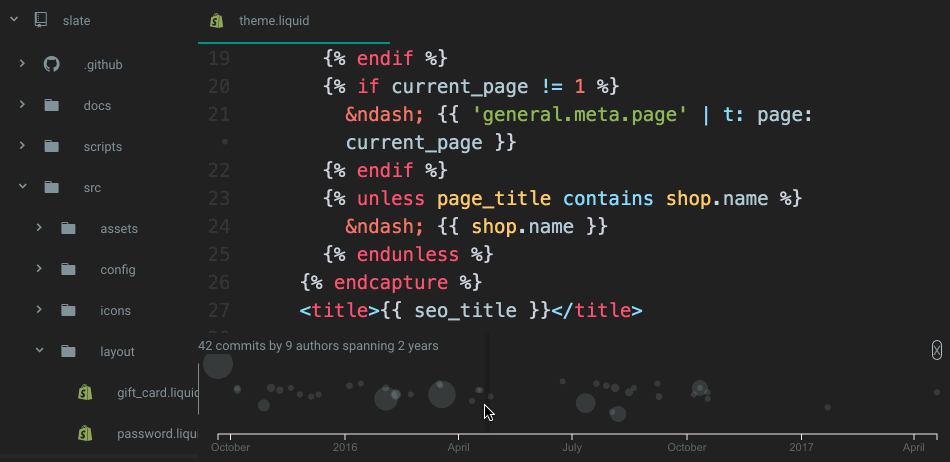 slate
.github
docs
scripts
src
assets
config
icons
layout
gift_card.liquid
password.liqui
theme.liquid
19 {% endif %}
20 {% if current_page != 1 %}
21 &ndash; {{ 'general.meta.page' | t: page:
• current_page }}
22 {% endif %}
23 {% unless page_title contains shop.name %}
24 &ndash; {{ shop.name }}
25 {% endunless %}
26 {% endcapture %}
27 <title>{{ seo_title }}</title>
42 commits by 9 authors spanning 2 years
X
October 2016 April July October 2017 April